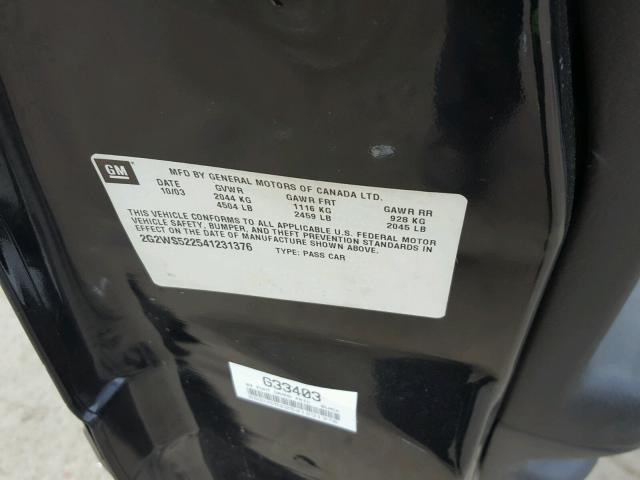 GM
MFD BY GENERAL MOTORS OF CANADA LTD.
DATE GVWR GAWR FRT GAWR RR
10/03 2044 KG 1116 KG 928 KG
4504 LB 2459 LB 2045 LB
THIS VEHICLE CONFORMS TO ALL APPLICABLE U.S. FEDERAL MOTOR
VEHICLE SAFETY, BUMPER, AND THEFT PREVENTION STANDARDS IN
EFFECT ON THE DATE OF MANUFACTURE SHOWN ABOVE.
2G2WS522541231376 TYPE: PASS CAR
G33403